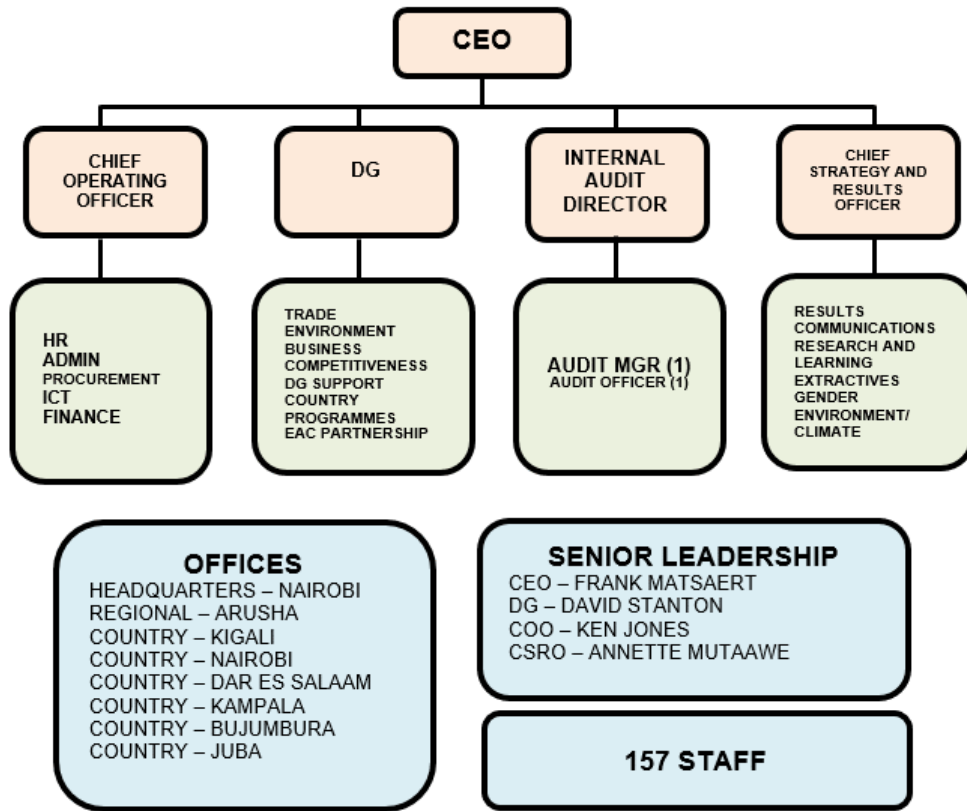 CEO
CHIEF
OPERATING
OFFICER
DG
INTERNAL
AUDIT
DIRECTOR
CHIEF
STRATEGY AND
RESULTS
OFFICER
HR
ADMIN
PROCUREMENT
ICT
FINANCE
TRADE
ENVIRONMENT
BUSINESS
COMPETITIVENESS
DG SUPPORT
COUNTRY
PROGRAMMES
EAC PARTNERSHIP
AUDIT MGR (1)
AUDIT OFFICER (1)
RESULTS
COMMUNICATIONS
RESEARCH AND
LEARNING
EXTRACTIVES
GENDER
ENVIRONMENT/
CLIMATE
OFFICES
HEADQUARTERS – NAIROBI
REGIONAL – ARUSHA
COUNTRY – KIGALI
COUNTRY – NAIROBI
COUNTRY – DAR ES SALAAM
COUNTRY – KAMPALA
COUNTRY – BUJUMBURA
COUNTRY – JUBA
SENIOR LEADERSHIP
CEO – FRANK MATSAERT
DG – DAVID STANTON
COO – KEN JONES
CSRO – ANNETTE MUTAAWE
157 STAFF